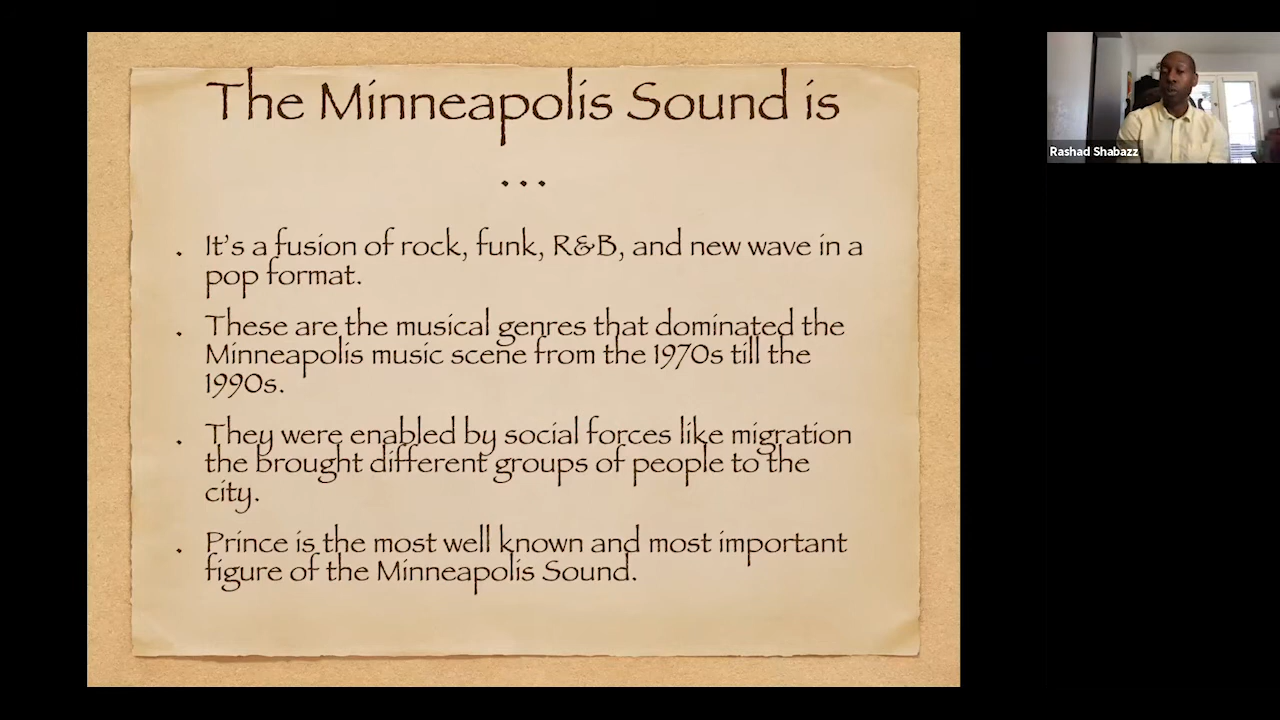 The Minneapolis Sound is
...
. It's a fusion of rock, funk, R&B, and new wave in a
pop format.
. These are the musical genres that dominated the
Minneapolis music scene from the 1970s till the
1990s.
. They were enabled by social forces like migration
the brought different groups of people to the
city.
. Prince is the most well known and most important
figure of the Minneapolis Sound.
Rashad Shabazz